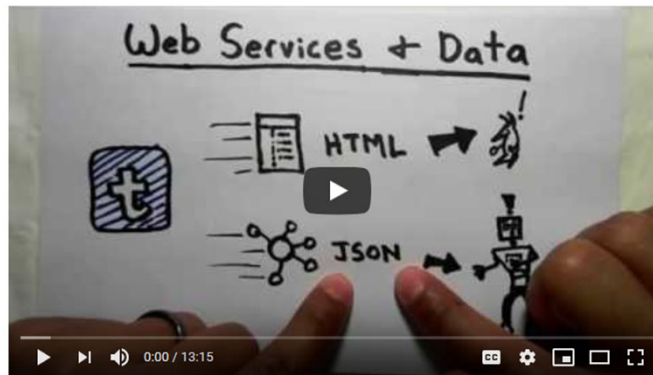 Web Services + Data
HTML
!
t
JSON
0:00 / 13:15
CC